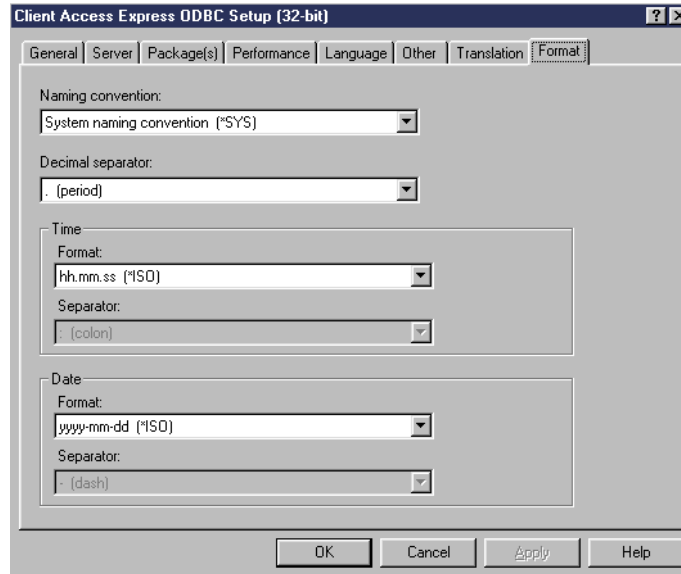 Client Access Express ODBC Setup (32-bit)
General Server Package(s) Performance Language Other Translation Format
Naming convention:
System naming convention (*SYS)
Decimal separator:
. (period)
Time
Format:
hh.mm.ss (*ISO)
Separator:
: (colon)
Date
Format:
yyyy-mm-dd (*ISO)
Separator:
- (dash)
OK Cancel Apply Help